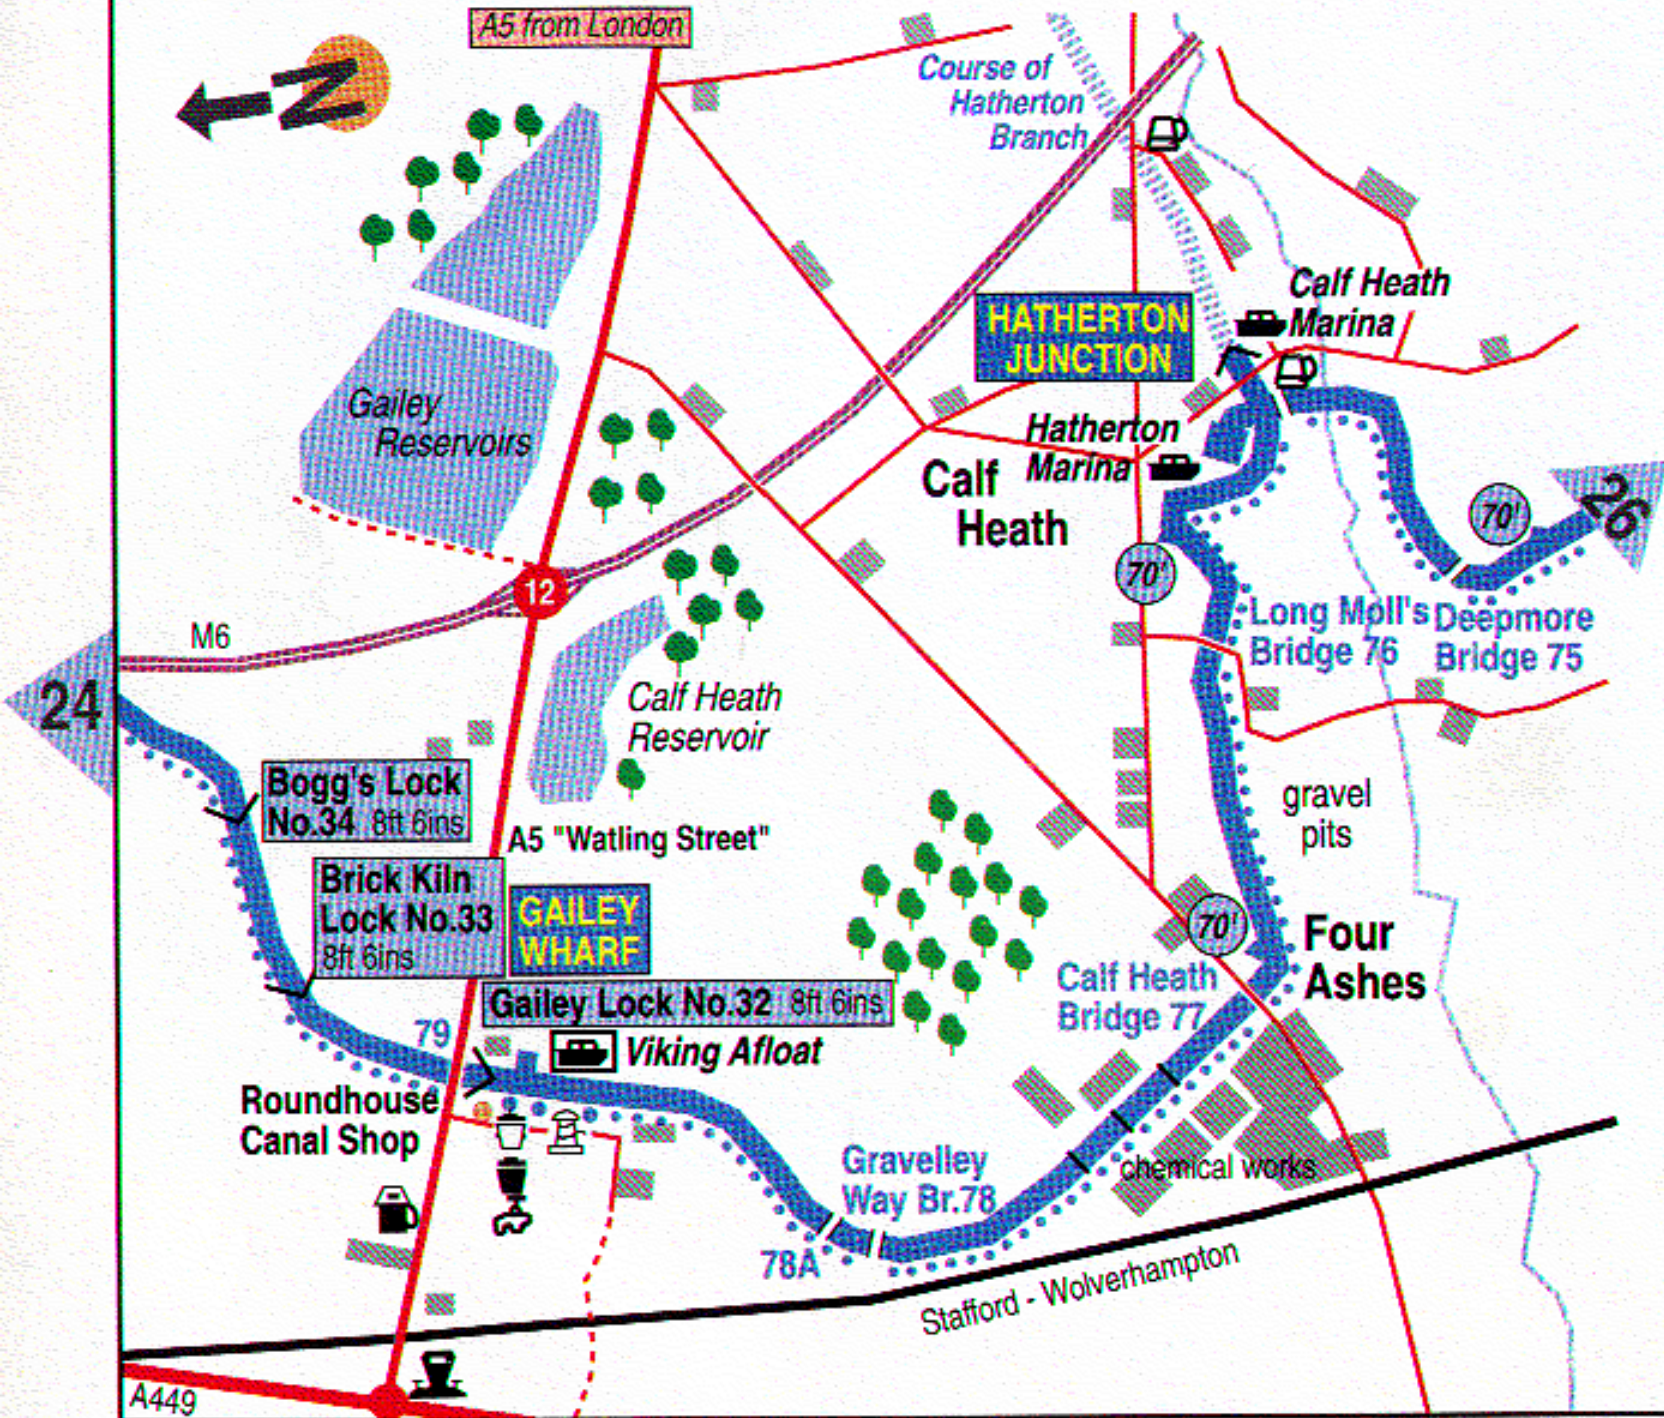 A5 from London
N
Course of
Hatherton
Branch
Calf Heath
Marina
HATHERTON
JUNCTION
Gailey
Reservoirs
Hatherton
Marina
Calf
Heath
26
70'
12
70'
M6
Long Moll's
Bridge 76
Deepmore
Bridge 75
24
Calf Heath
Reservoir
Bogg's Lock
No.34 8ft 6ins
gravel
pits
A5 "Watling Street"
Brick Kiln
Lock No.33
8ft 6ins
GAILEY
WHARF
70'
Four
Ashes
Calf Heath
Bridge 77
Gailey Lock No.32 8ft 6ins
79
Viking Afloat
Roundhouse
Canal Shop
Gravelley
Way Br.78
chemical works
78A
Stafford - Wolverhampton
A449